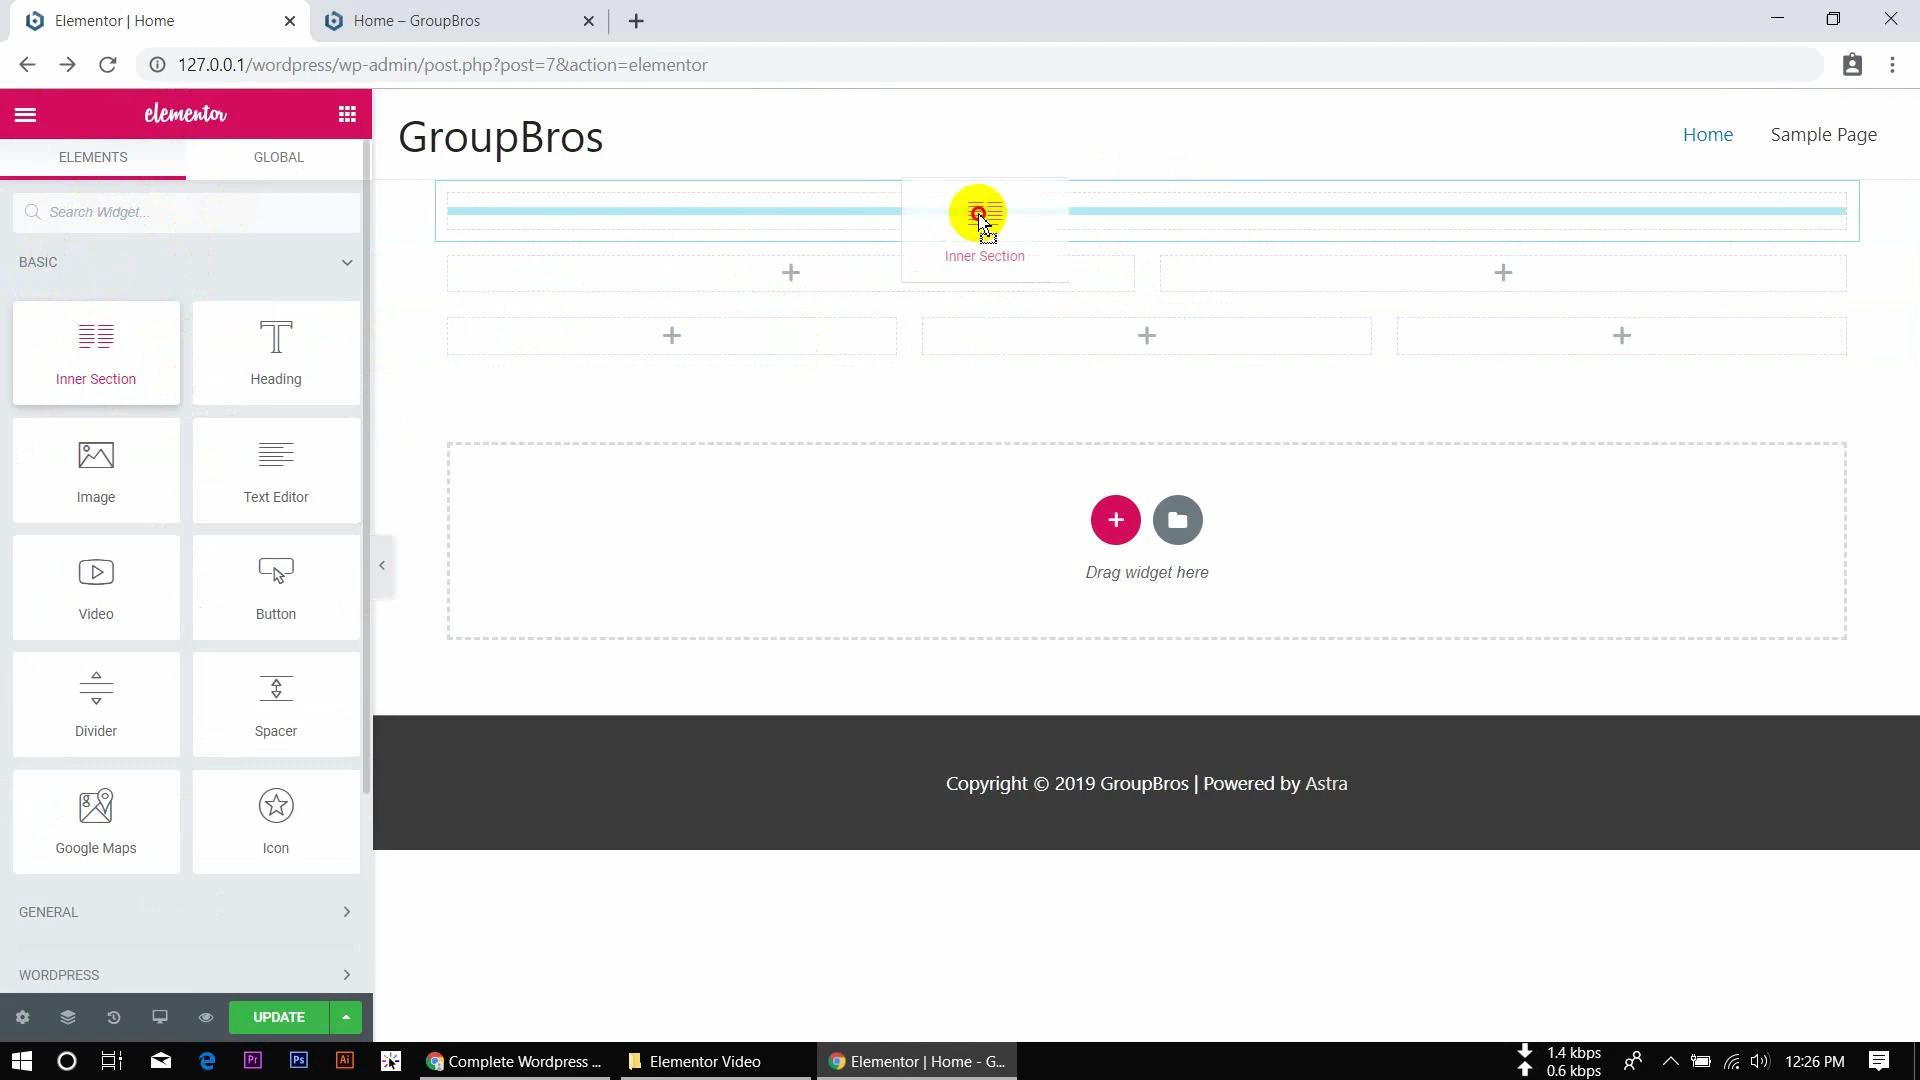 Elementor | Home
Home – GroupBros
127.0.0.1/wordpress/wp-admin/post.php?post=7&action=elementor
elementor
ELEMENTS
GLOBAL
Search Widget...
BASIC
Inner Section
Heading
Image
Text Editor
Video
Button
Divider
Spacer
Google Maps
Icon
GENERAL
WORDPRESS
UPDATE
GroupBros
Home
Sample Page
Inner Section
Drag widget here
Copyright © 2019 GroupBros | Powered by Astra
Pr
Ps
Ai
Complete Wordpress ...
Elementor Video
Elementor | Home - G...
1.4 kbps
0.6 kbps
12:26 PM